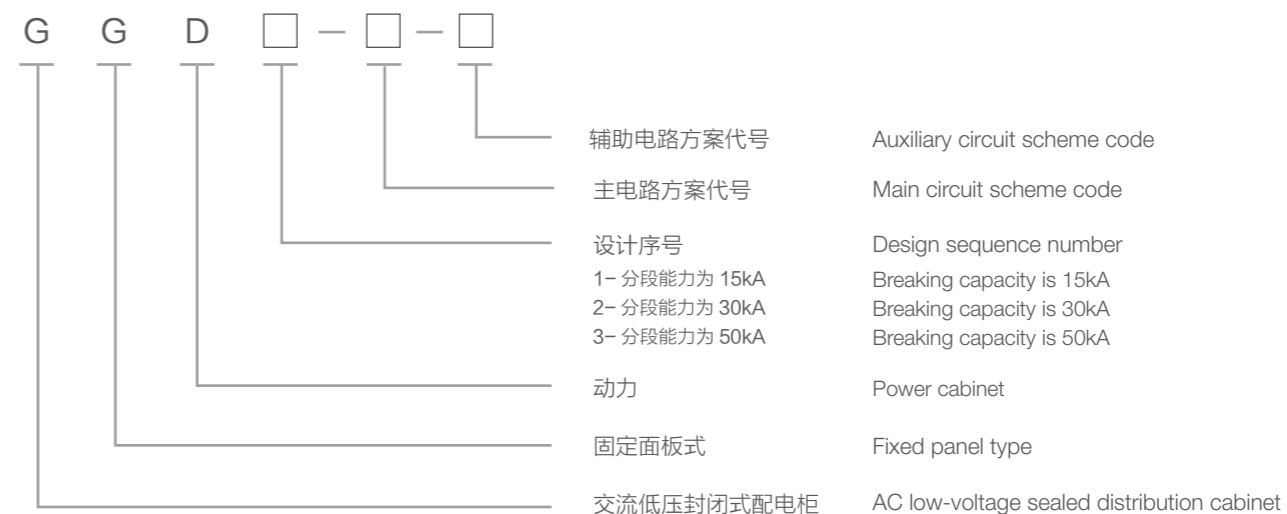 G G D □ - □ - □
辅助电路方案代号 Auxiliary circuit scheme code
主电路方案代号 Main circuit scheme code
设计序号 Design sequence number
1- 分段能力为 15kA Breaking capacity is 15kA
2- 分段能力为 30kA Breaking capacity is 30kA
3- 分段能力为 50kA Breaking capacity is 50kA
动力 Power cabinet
固定面板式 Fixed panel type
交流低压封闭式配电柜 AC low-voltage sealed distribution cabinet